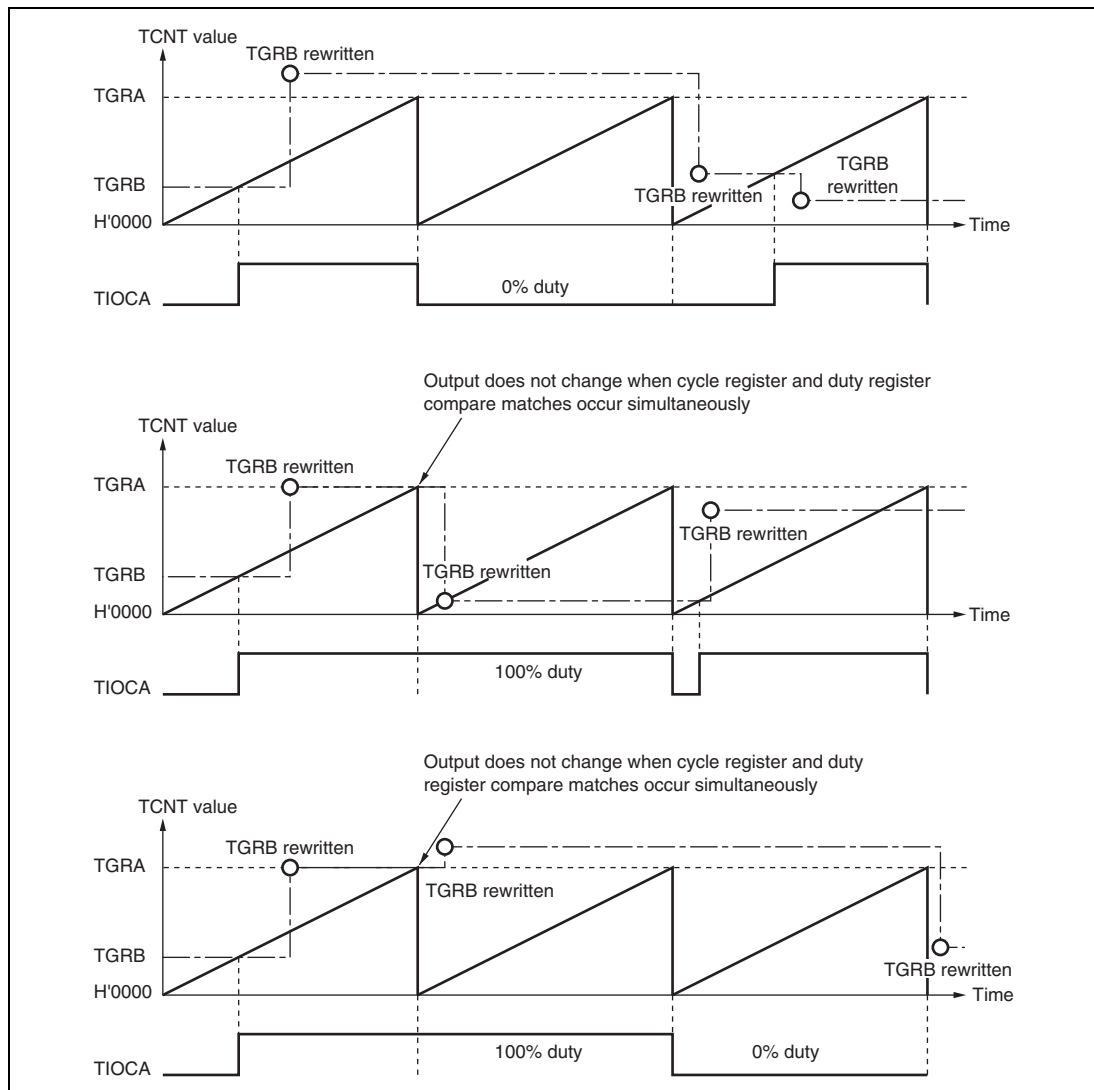 TCNT value
TGRB rewritten
TGRA
TGRB
rewritten
TGRB
TGRB rewritten
H'0000
Time
0% duty
TIOCA
Output does not change when cycle register and duty register
compare matches occur simultaneously
TCNT value
TGRB rewritten
TGRA
TGRB rewritten
TGRB
TGRB rewritten
H'0000
Time
100% duty
TIOCA
Output does not change when cycle register and duty
register compare matches occur simultaneously
TCNT value
TGRB rewritten
TGRA
TGRB rewritten
TGRB
TGRB rewritten
H'0000
Time
100% duty
0% duty
TIOCA